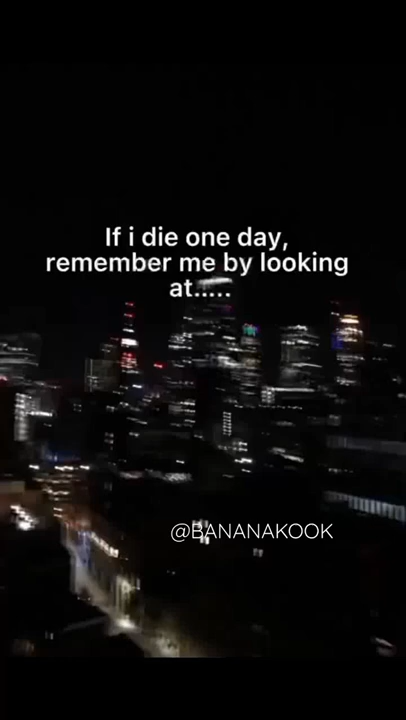 If i die one day,
remember me by looking
at.....
@BANANAKOOK